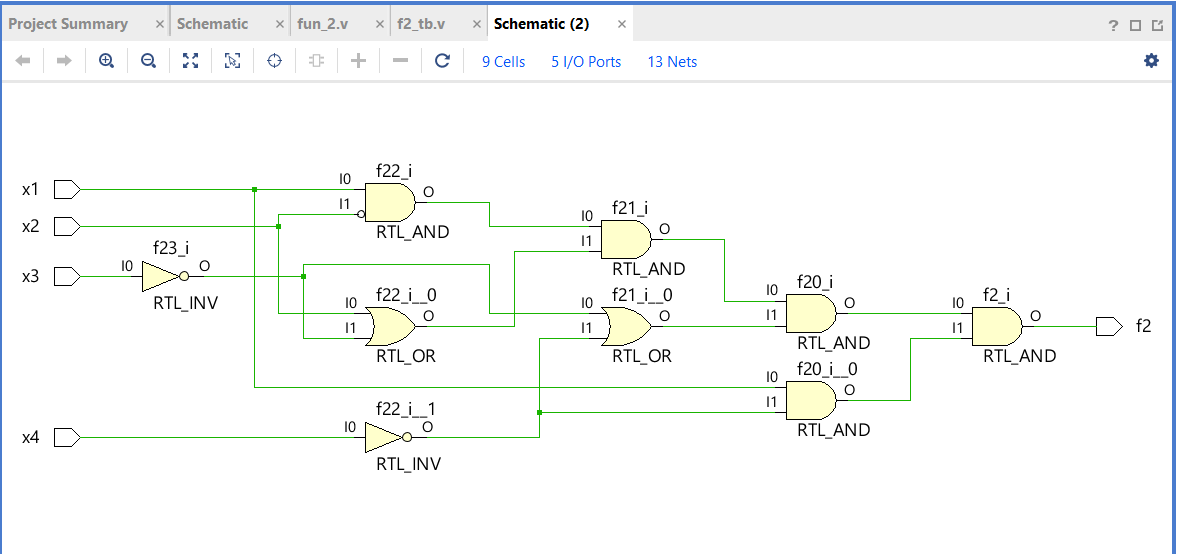 Project Summary × Schematic × fun_2.v × f2_tb.v × Schematic (2) × ?
9 Cells 5 I/O Ports 13 Nets
f22_i
x1 I0 O
I1 f21_i
x2 RTL_AND I0 O
f23_i I1
x3 I0 O RTL_AND
RTL_INV f22_i__0 f21_i__0 f20_i
I0 O I0 O I0 O I0 f2_i O
I1 I1 I1 I1 f2
RTL_OR RTL_OR RTL_AND RTL_AND
f20_i__0
I0 O
f22_i__1 I1
x4 I0 O RTL_AND
RTL_INV